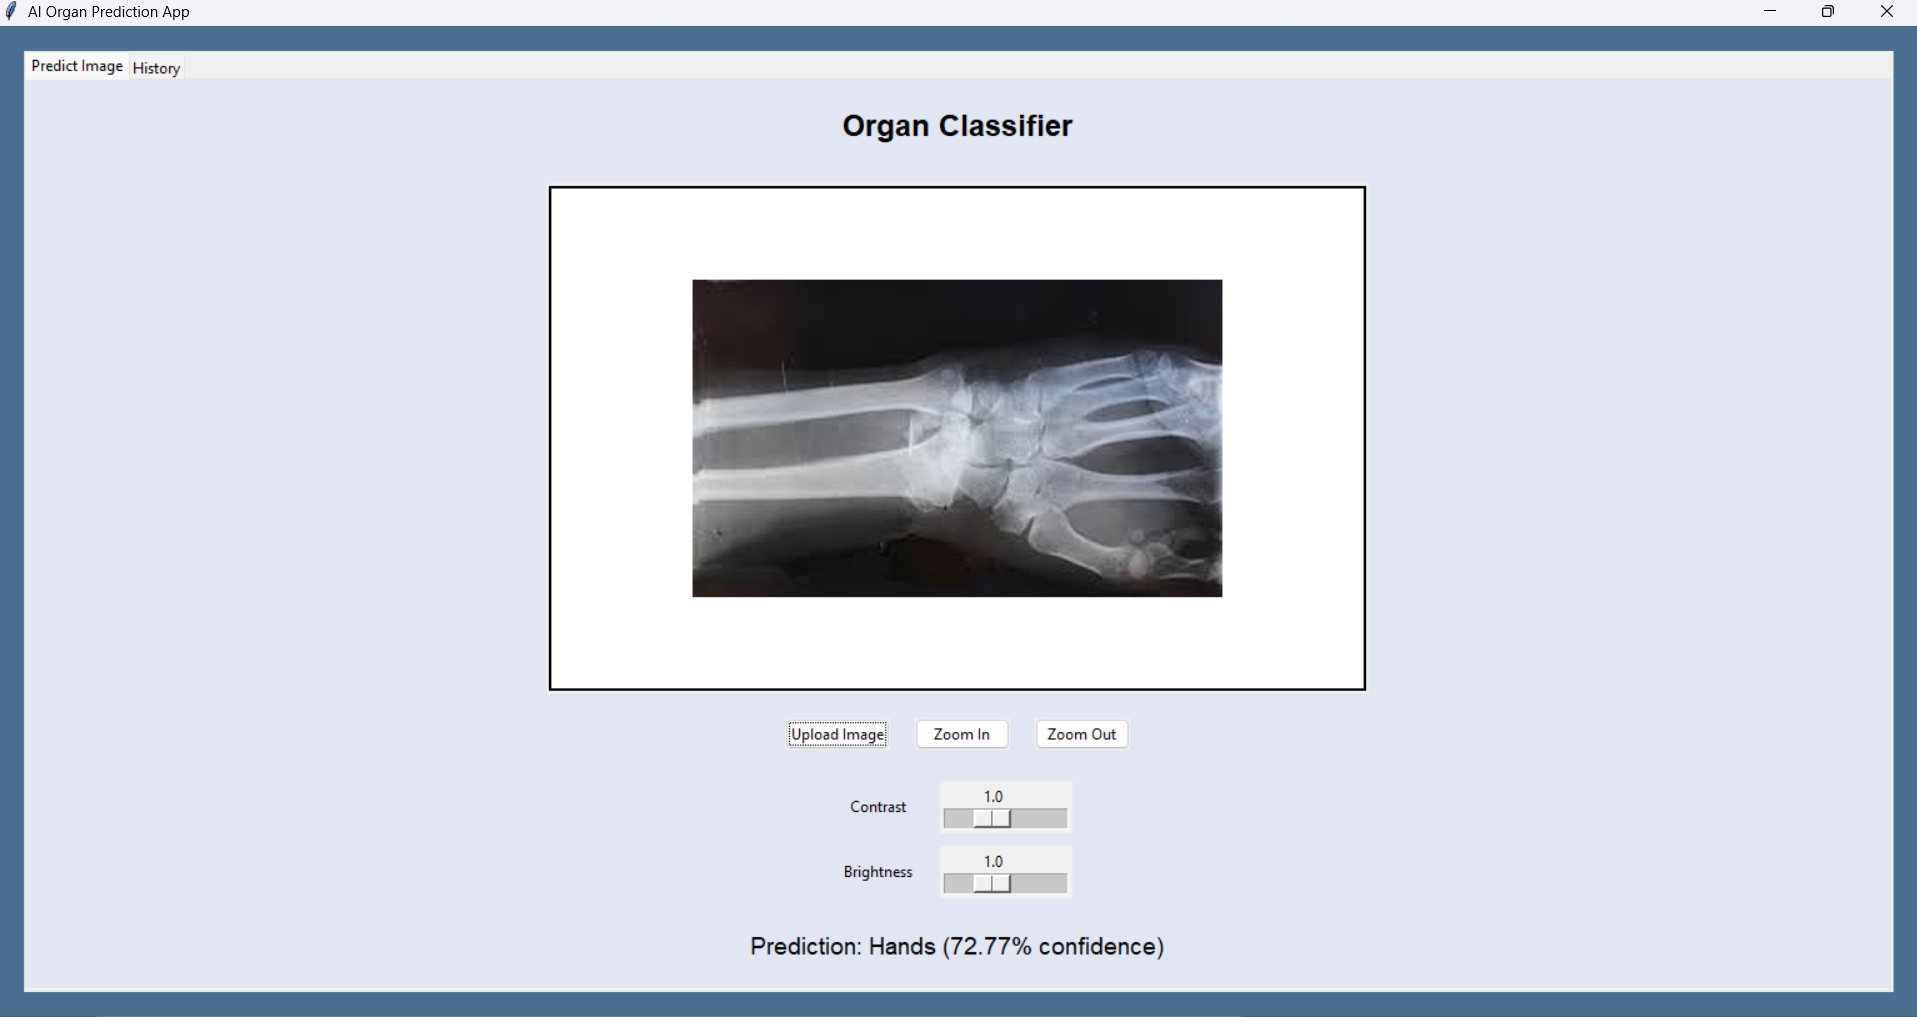 AI Organ Prediction App
Predict Image History
Organ Classifier
Upload Image Zoom In Zoom Out
1.0
Contrast
1.0
Brightness
Prediction: Hands (72.77% confidence)